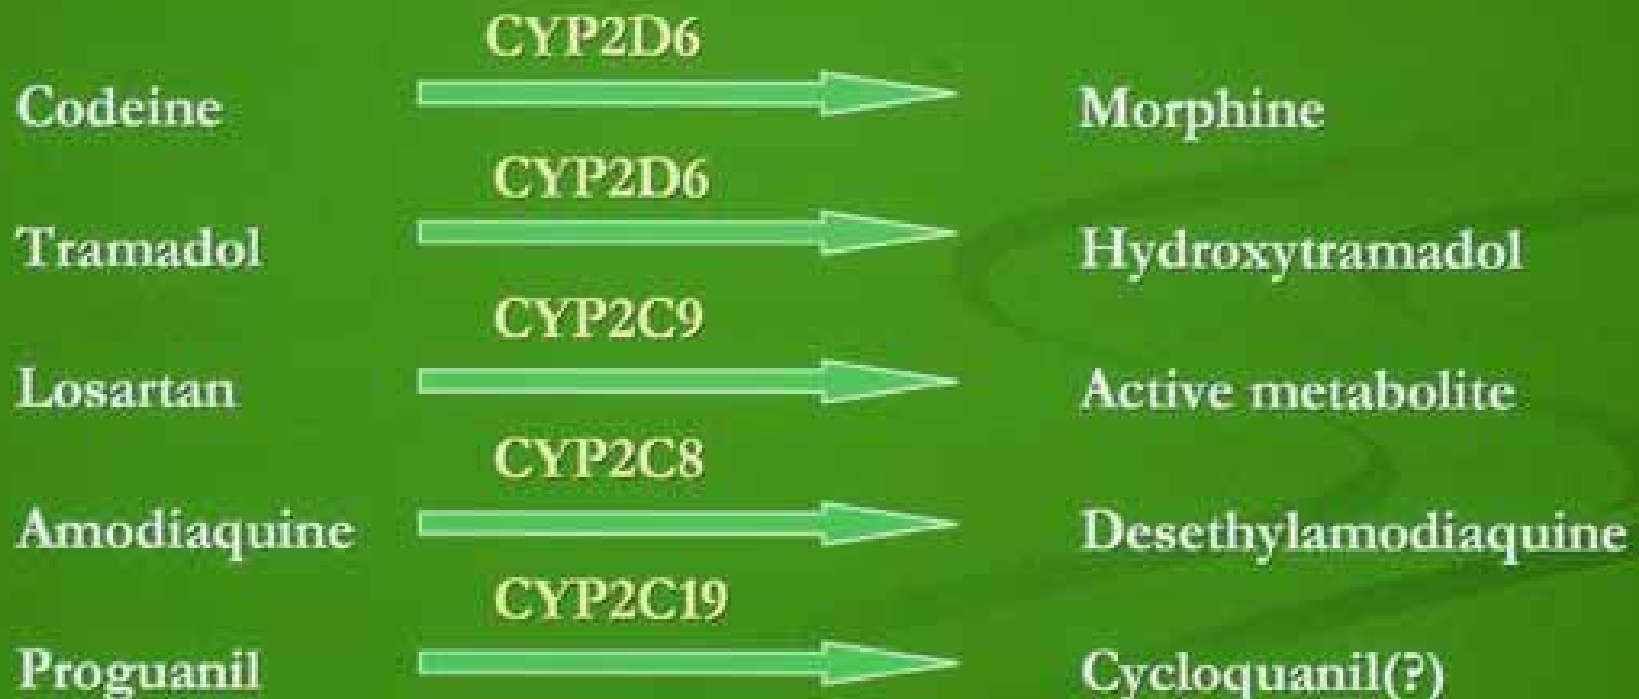 CYP2D6
Codeine Morphine
CYP2D6
Tramadol Hydroxytramadol
CYP2C9
Losartan Active metabolite
CYP2C8
Amodiaquine Desethylamodiaquine
CYP2C19
Proguanil Cycloquanil(?)